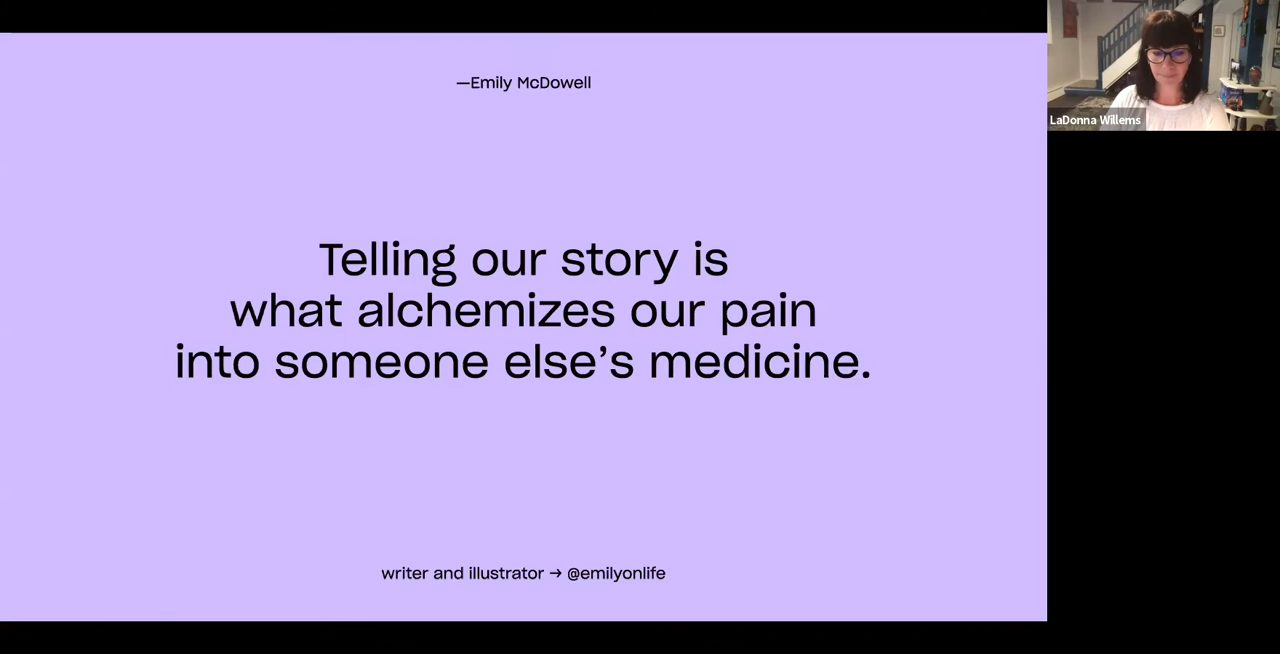 —Emily McDowell
LaDonna Willems
Telling our story is
what alchemizes our pain
into someone else’s medicine.
writer and illustrator → @emilyonlife